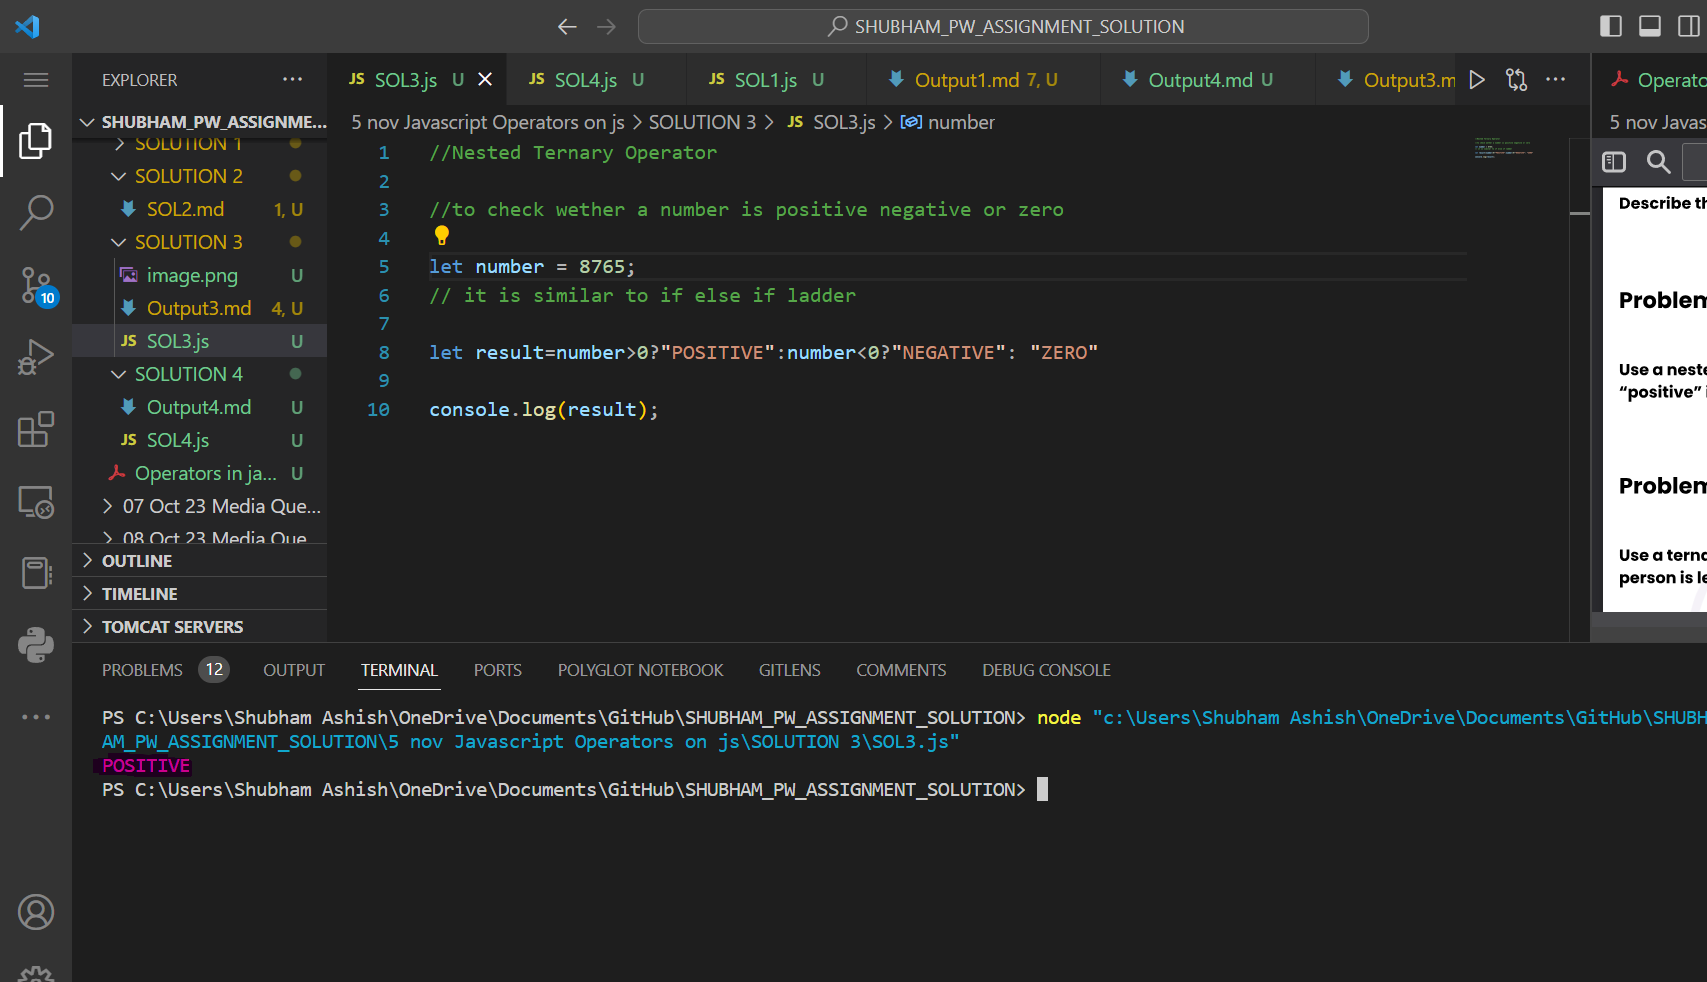 SHUBHAM_PW_ASSIGNMENT_SOLUTION
EXPLORER
SHUBHAM_PW_ASSIGNME...
SOLUTION 1
SOLUTION 2
SOL2.md 1, U
SOLUTION 3
image.png U
Output3.md 4, U
JS SOL3.js U
SOLUTION 4
Output4.md U
JS SOL4.js U
Operators in ja... U
07 Oct 23 Media Que...
08 Oct 23 Media Que
OUTLINE
TIMELINE
TOMCAT SERVERS
10
JS SOL3.js U JS SOL4.js U JS SOL1.js U Output1.md 7, U Output4.md U Output3.m
5 nov Javascript Operators on js > SOLUTION 3 > JS SOL3.js > number
1 //Nested Ternary Operator
2
3 //to check wether a number is positive negative or zero
4
5 let number = 8765;
6 // it is similar to if else if ladder
7
8 let result=number>0?"POSITIVE":number<0?"NEGATIVE": "ZERO"
9
10 console.log(result);
Operato
5 nov Javas
Describe th
Problem
Use a neste
“positive” i
Problem
Use a terna
person is le
PROBLEMS 12 OUTPUT TERMINAL PORTS POLYGLOT NOTEBOOK GITLENS COMMENTS DEBUG CONSOLE
PS C:\Users\Shubham Ashish\OneDrive\Documents\GitHub\SHUBHAM_PW_ASSIGNMENT_SOLUTION> node "c:\Users\Shubham Ashish\OneDrive\Documents\GitHub\SHUBH
AM_PW_ASSIGNMENT_SOLUTION\5 nov Javascript Operators on js\SOLUTION 3\SOL3.js"
POSITIVE
PS C:\Users\Shubham Ashish\OneDrive\Documents\GitHub\SHUBHAM_PW_ASSIGNMENT_SOLUTION>